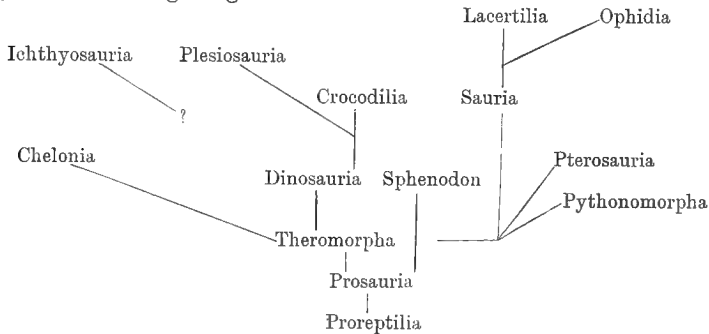 Lacertilia Ophidia
Ichthyosauria Plesiosauria
Crocodilia Sauria
?
Chelonia Pterosauria
Dinosauria Sphenodon
Pythonomorpha
Theromorpha
Prosauria
Proreptilia